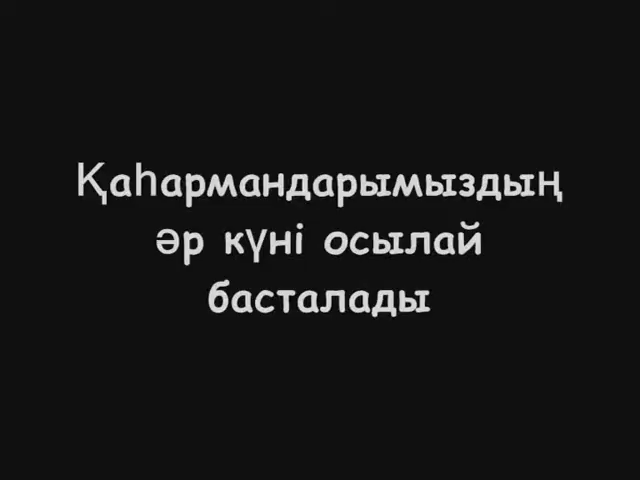 Қаһармандарымыздың
әр күні осылай
басталады